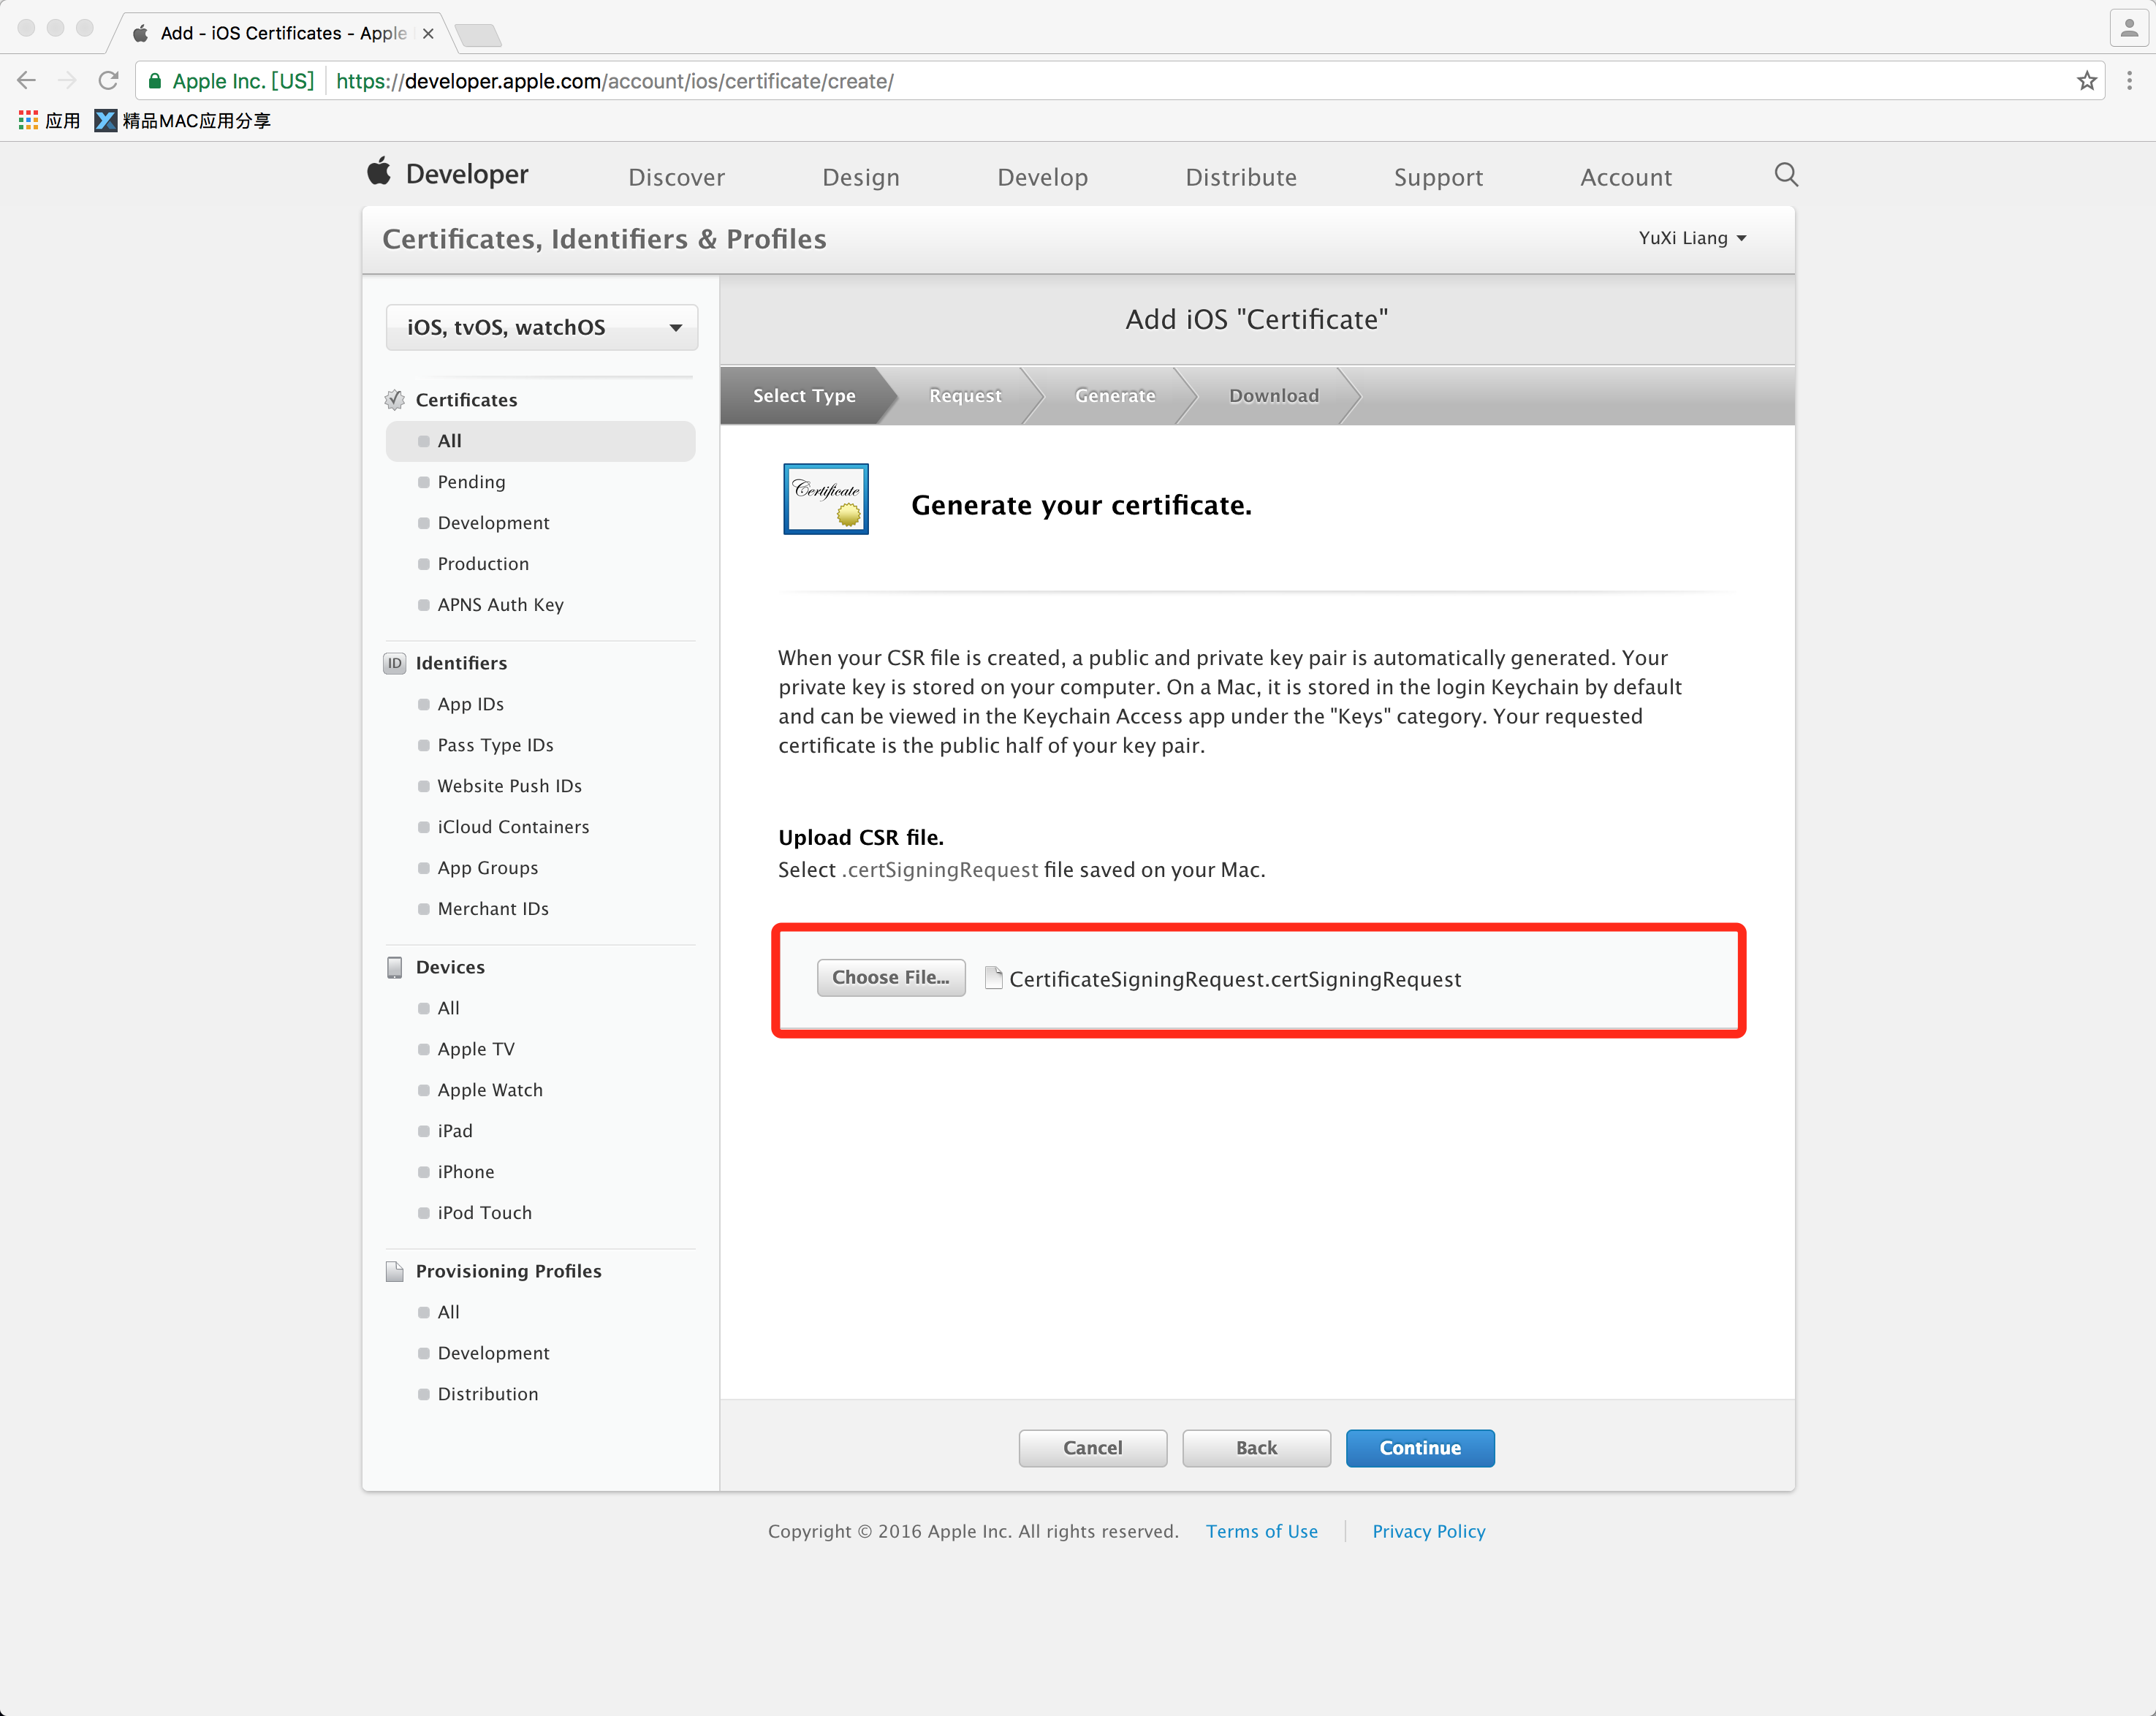 Add - iOS Certificates - Apple
Apple Inc. [US] https://developer.apple.com/account/ios/certificate/create/
应用 精品MAC应用分享
Developer Discover Design Develop Distribute Support Account
Certificates, Identifiers & Profiles YuXi Liang
iOS, tvOS, watchOS
Certificates
All
Pending
Development
Production
APNS Auth Key
ID Identifiers
App IDs
Pass Type IDs
Website Push IDs
iCloud Containers
App Groups
Merchant IDs
Devices
All
Apple TV
Apple Watch
iPad
iPhone
iPod Touch
Provisioning Profiles
All
Development
Distribution
Add iOS "Certificate"
Select Type Request Generate Download
Certificate
Generate your certificate.
When your CSR file is created, a public and private key pair is automatically generated. Your
private key is stored on your computer. On a Mac, it is stored in the login Keychain by default
and can be viewed in the Keychain Access app under the "Keys" category. Your requested
certificate is the public half of your key pair.
Upload CSR file.
Select .certSigningRequest file saved on your Mac.
Choose File... CertificateSigningRequest.certSigningRequest
Cancel Back Continue
Copyright © 2016 Apple Inc. All rights reserved. Terms of Use Privacy Policy